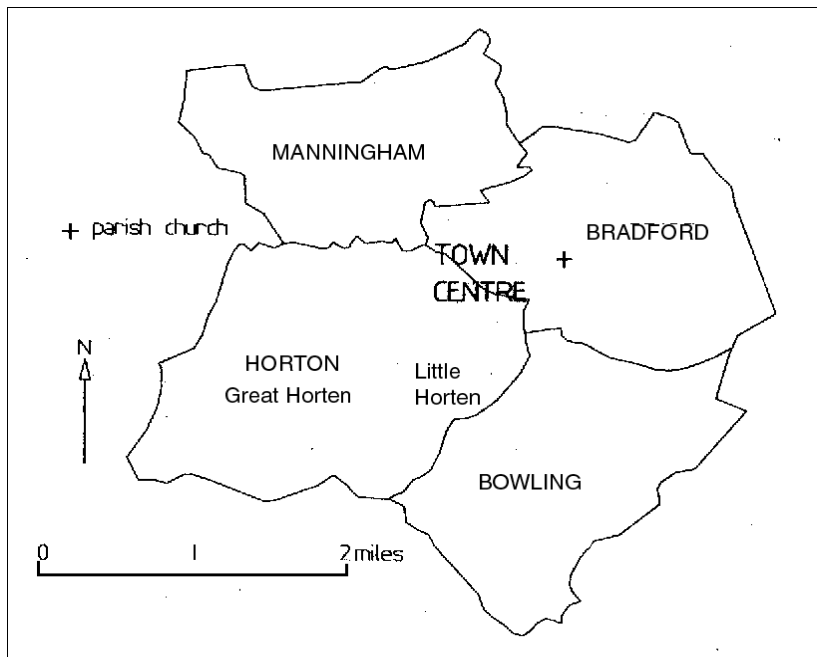 MANNINGHAM
+ parish church
BRADFORD
TOWN
CENTRE
+
N
HORTON
Great Horten
Little
Horten
BOWLING
0 1 2 miles